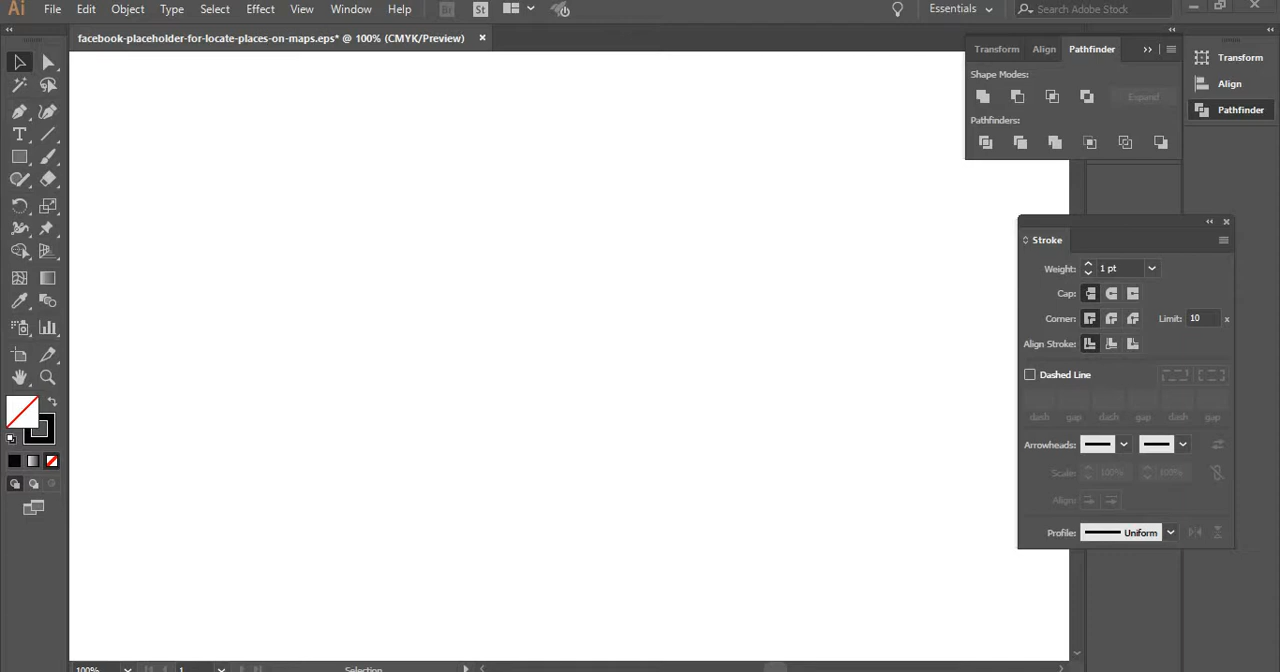 Ai File Edit Object Type Select Effect View Window Help Br St Essentials Search Adobe Stock
facebook-placeholder-for-locate-places-on-maps.eps* @ 100% (CMYK/Preview)
Transform Align Pathfinder
Shape Modes:
Expand
Pathfinders:
Transform
Align
Pathfinder
Stroke
Weight: 1 pt
Cap:
Corner: Limit: 10 x
Align Stroke:
Dashed Line
dash gap dash gap dash gap
Arrowheads:
Scale: 100% 100%
Align:
Profile: Uniform
T
100% 1 Selection